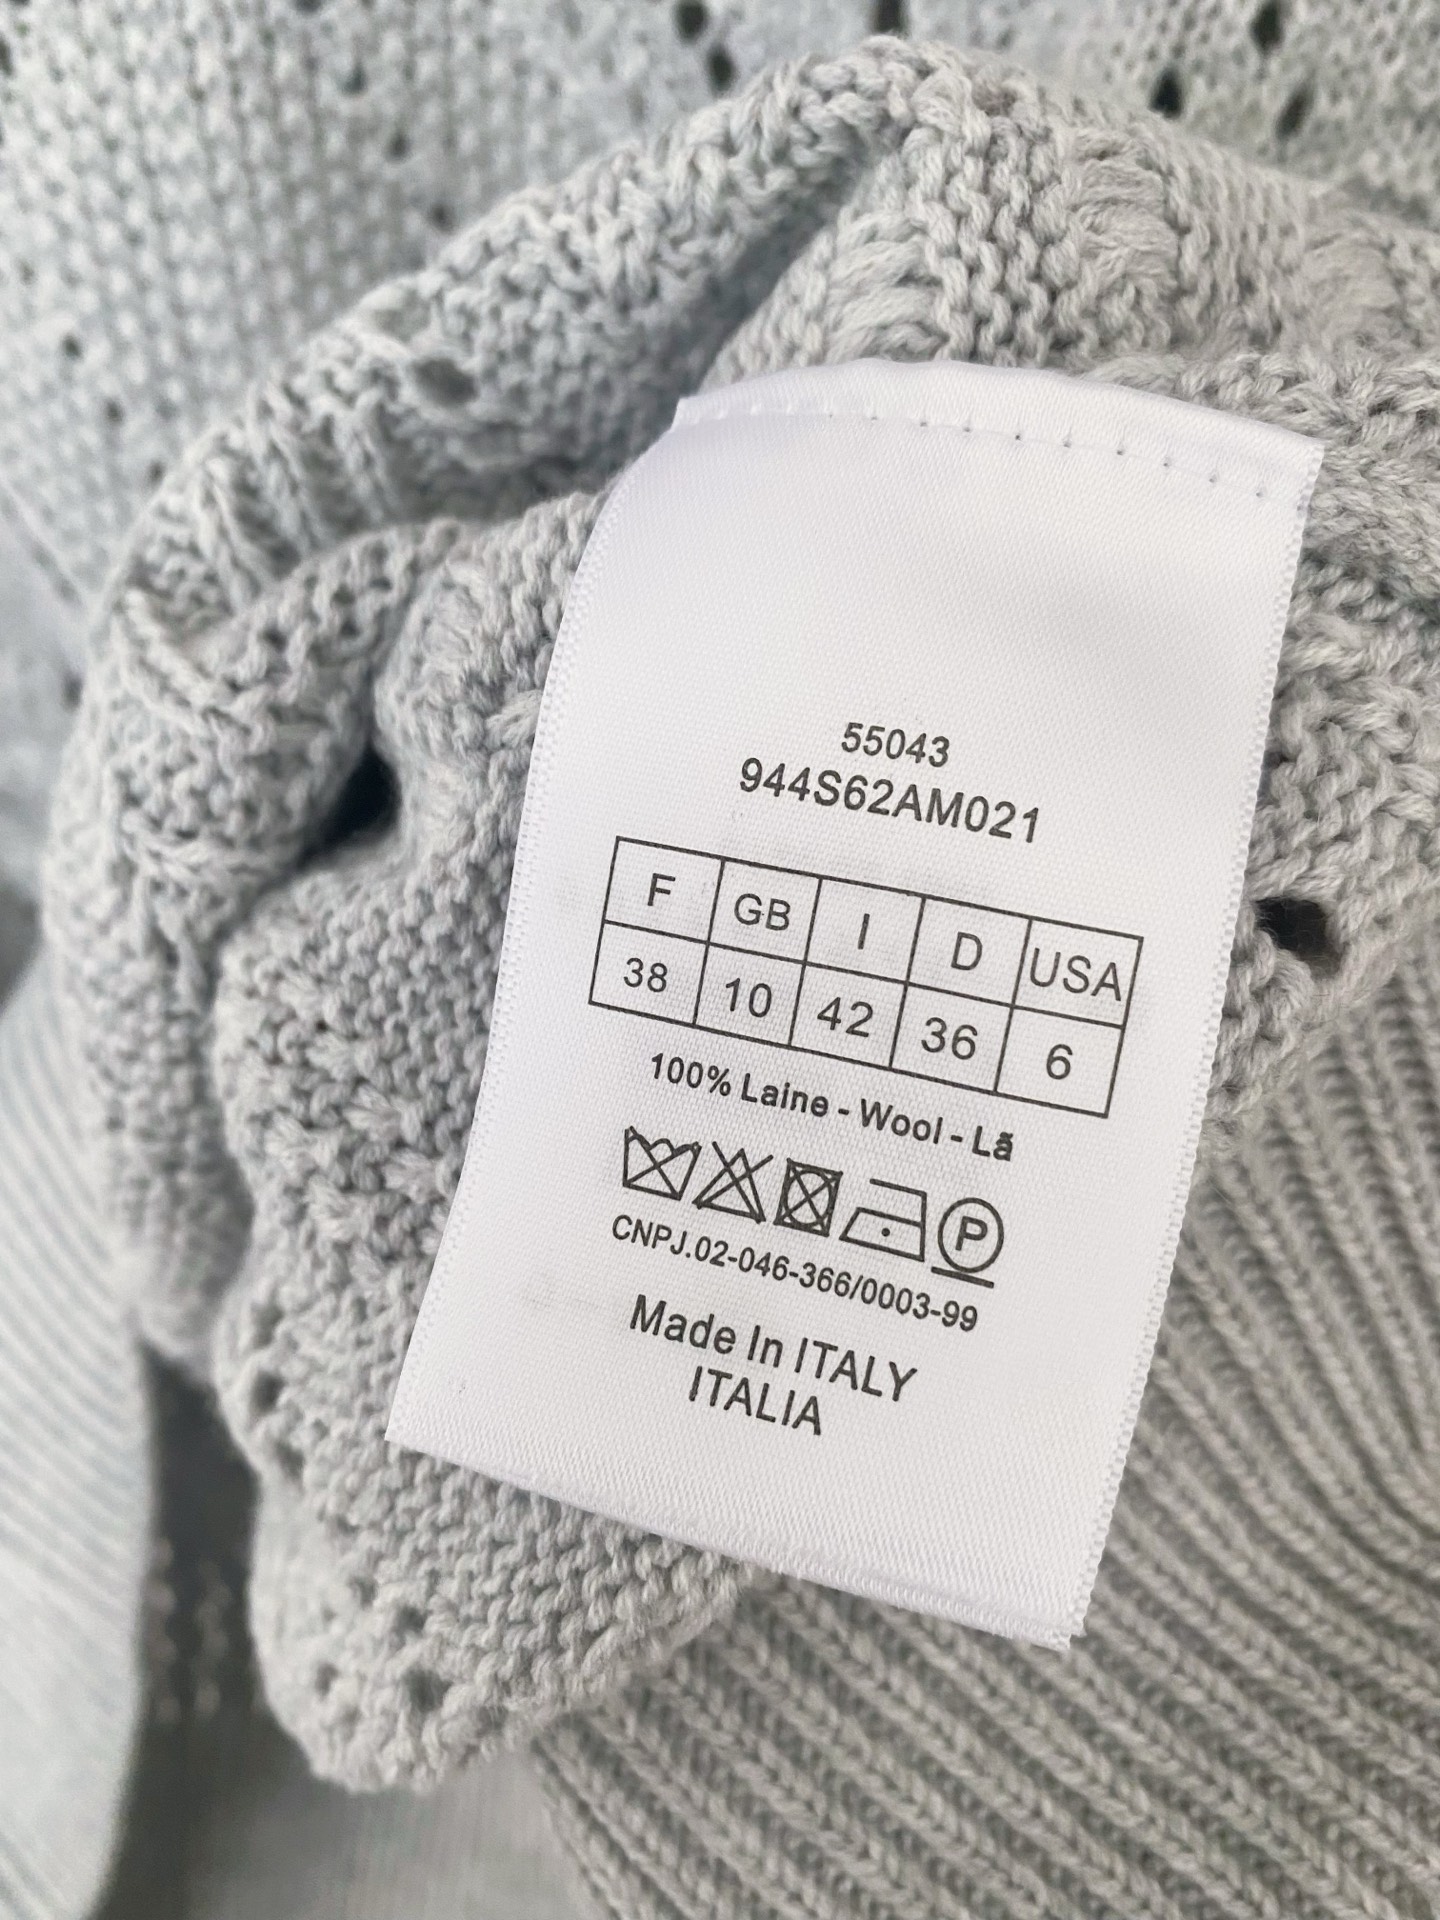 55043
944S62AM021
F GB I D USA
38 10 42 36 6
100% Laine - Wool - Lã
P
CNPJ.02-046-366/0003-99
Made In ITALY
ITALIA